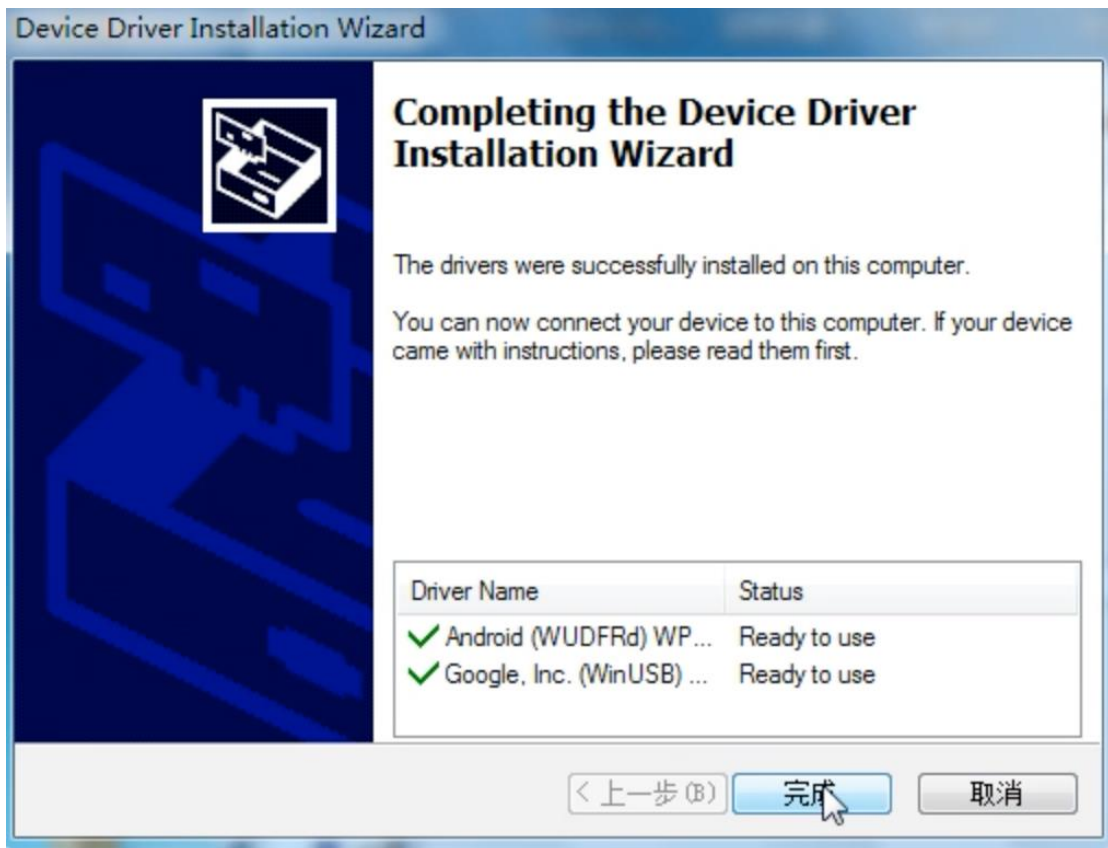 Device Driver Installation Wizard
Completing the Device Driver
Installation Wizard
The drivers were successfully installed on this computer.
You can now connect your device to this computer. If your device
came with instructions, please read them first.
Driver Name Status
Android (WUDFRd) WP... Ready to use
Google, Inc. (WinUSB) ... Ready to use
< 上一步(B) 完成 取消